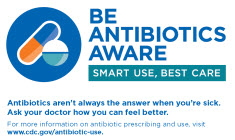 BE
ANTIBIOTICS
AWARE
SMART USE, BEST CARE
Antibiotics aren't always the answer when you're sick.
Ask your doctor how you can feel better.
For more information on antibiotic prescribing and use, visit
www.cdc.gov/antibiotic-use.